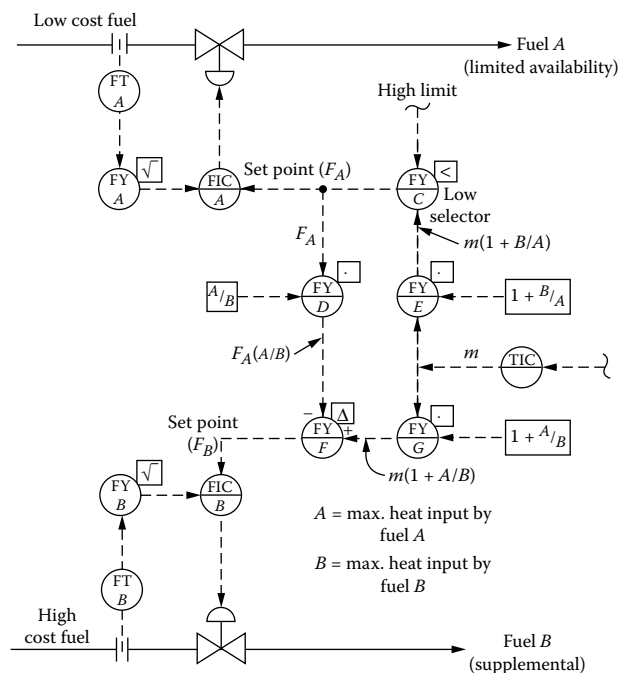 Low cost fuel
Fuel A
(limited availability)
FT
A
High limit
FY
A
√
FIC
A
Set point (F_A)
FY
C
<
Low
selector
F_A
m(1 + B/A)
A/B
FY
D
·
FY
E
·
1 + B/A
F_A(A/B)
m
TIC
Set point
(F_B)
−
Δ
FY
F
+
FY
G
·
1 + A/B
m(1 + A/B)
FY
B
√
FIC
B
A = max. heat input by
fuel A
B = max. heat input by
fuel B
FT
B
High
cost fuel
Fuel B
(supplemental)